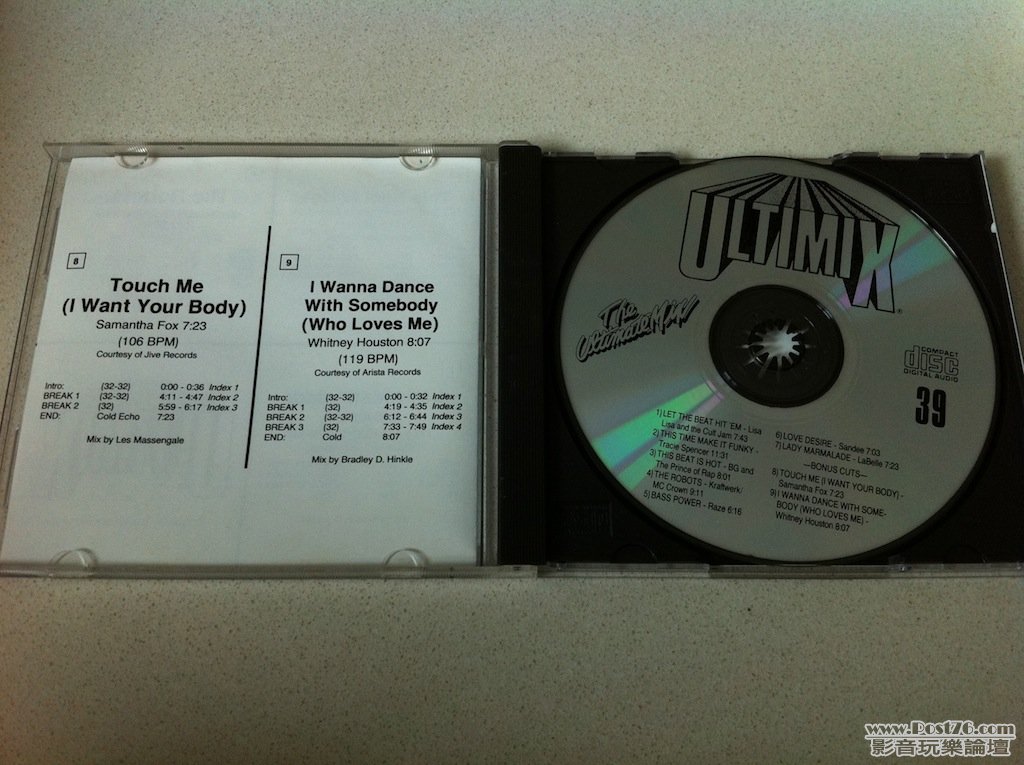 8
Touch Me
(I Want Your Body)
Samantha Fox 7:23
(106 BPM)
Courtesy of Jive Records
Intro: (32-32) 0:00 - 0:36 Index 1
BREAK 1 (32-32) 4:11 - 4:47 Index 2
BREAK 2 (32) 5:59 - 6:17 Index 3
END: Cold Echo 7:23
Mix by Les Massengale
9
I Wanna Dance
With Somebody
(Who Loves Me)
Whitney Houston 8:07
(119 BPM)
Courtesy of Arista Records
Intro: (32-32) 0:00 - 0:32 Index 1
BREAK 1 (32) 4:19 - 4:35 Index 2
BREAK 2 (32-32) 6:12 - 6:44 Index 3
BREAK 3 (32) 7:33 - 7:49 Index 4
END: Cold 8:07
Mix by Bradley D. Hinkle
ULTIMIX®
The
Ultimate Mix!
COMPACT
disc
DIGITAL AUDIO
39
1) LET THE BEAT HIT 'EM - Lisa
Lisa and the Cult Jam 7:43
2) THIS TIME MAKE IT FUNKY -
Tracie Spencer 11:31
3) THIS BEAT IS HOT - BG and
The Prince of Rap 8:01
4) THE ROBOTS - Kraftwerk/
MC Crown 9:11
5) BASS POWER - Raze 6:16
6) LOVE DESIRE - Sandee 7:03
7) LADY MARMALADE - LaBelle 7:23
—BONUS CUTS—
8) TOUCH ME (I WANT YOUR BODY) -
Samantha Fox 7:23
9) I WANNA DANCE WITH SOME-
BODY (WHO LOVES ME) -
Whitney Houston 8:07
www.Post76.com
影音玩樂論壇